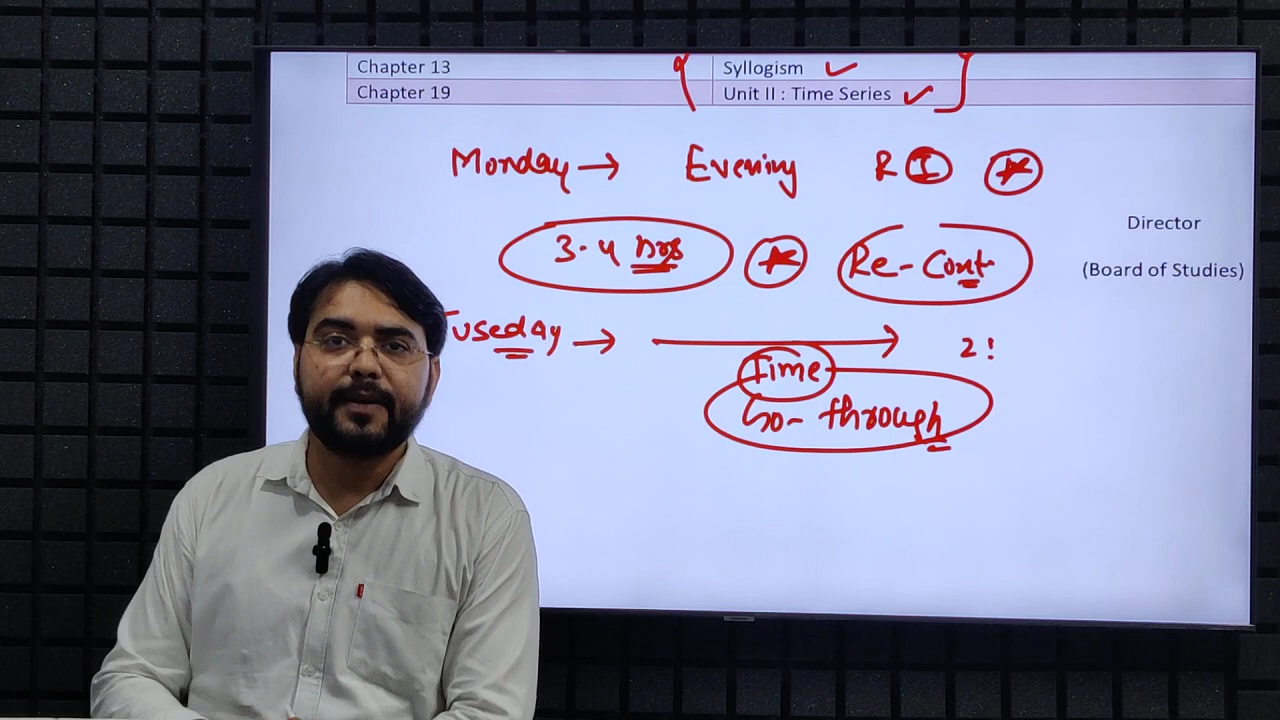 Chapter 13 Syllogism
Chapter 19 Unit II : Time Series
Monday → Evening R I
Director
3-4 hrs Re-Cont.
(Board of Studies)
Tuseday → 2!
Time
Go-through